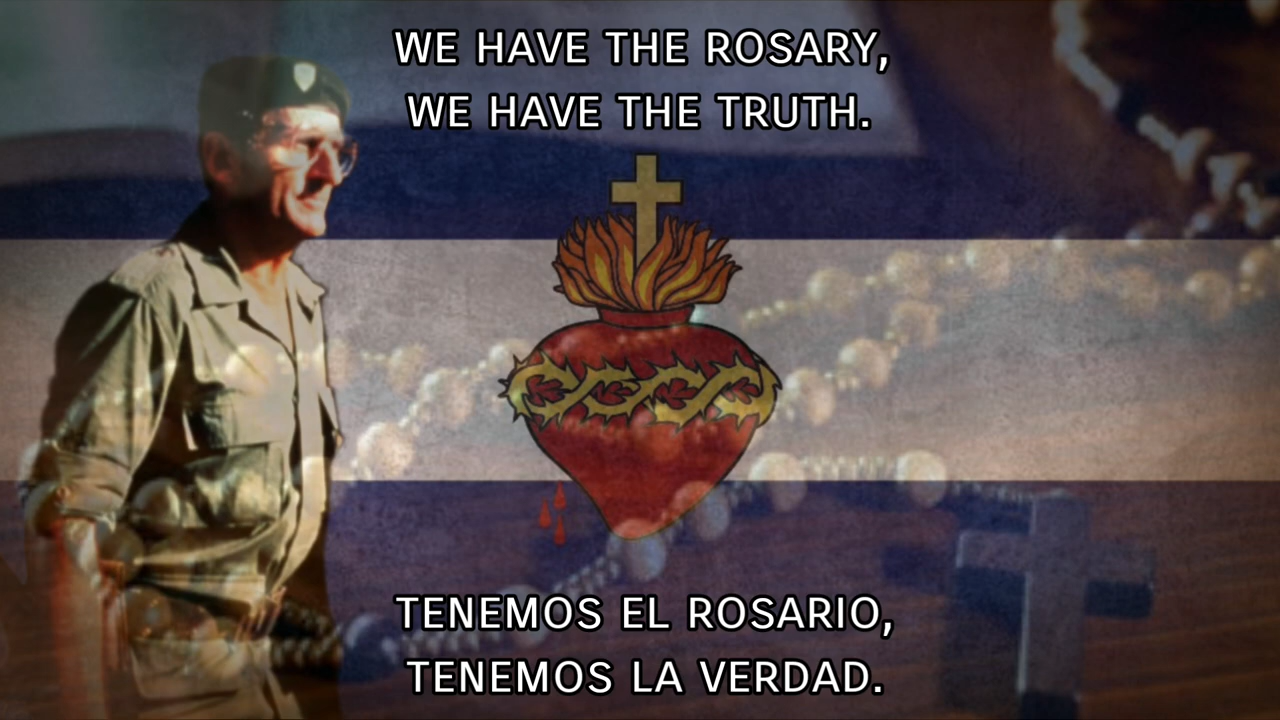 WE HAVE THE ROSARY,
WE HAVE THE TRUTH.
TENEMOS EL ROSARIO,
TENEMOS LA VERDAD.